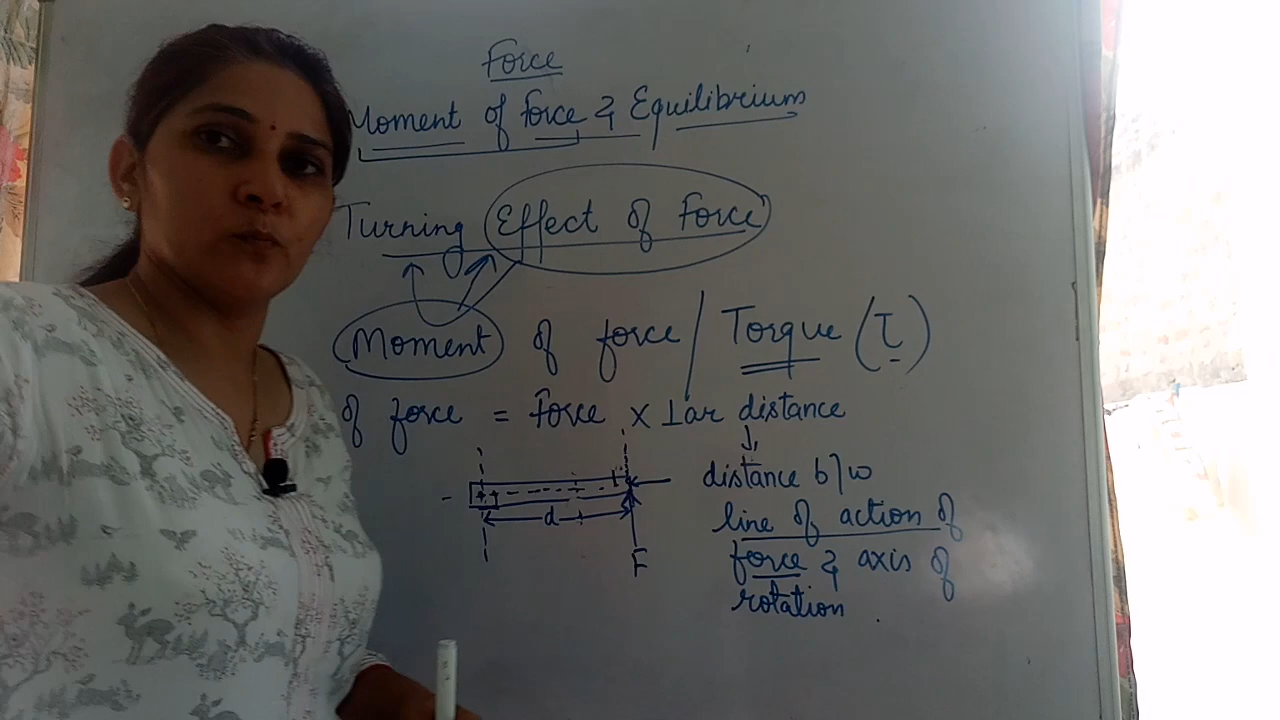 Force
Moment of force & Equilibrium
Turning Effect of Force
Moment of force / Torque (τ)
of force = Force x ⊥ar distance
distance b/w
line of action of
force & axis of
rotation
d
F